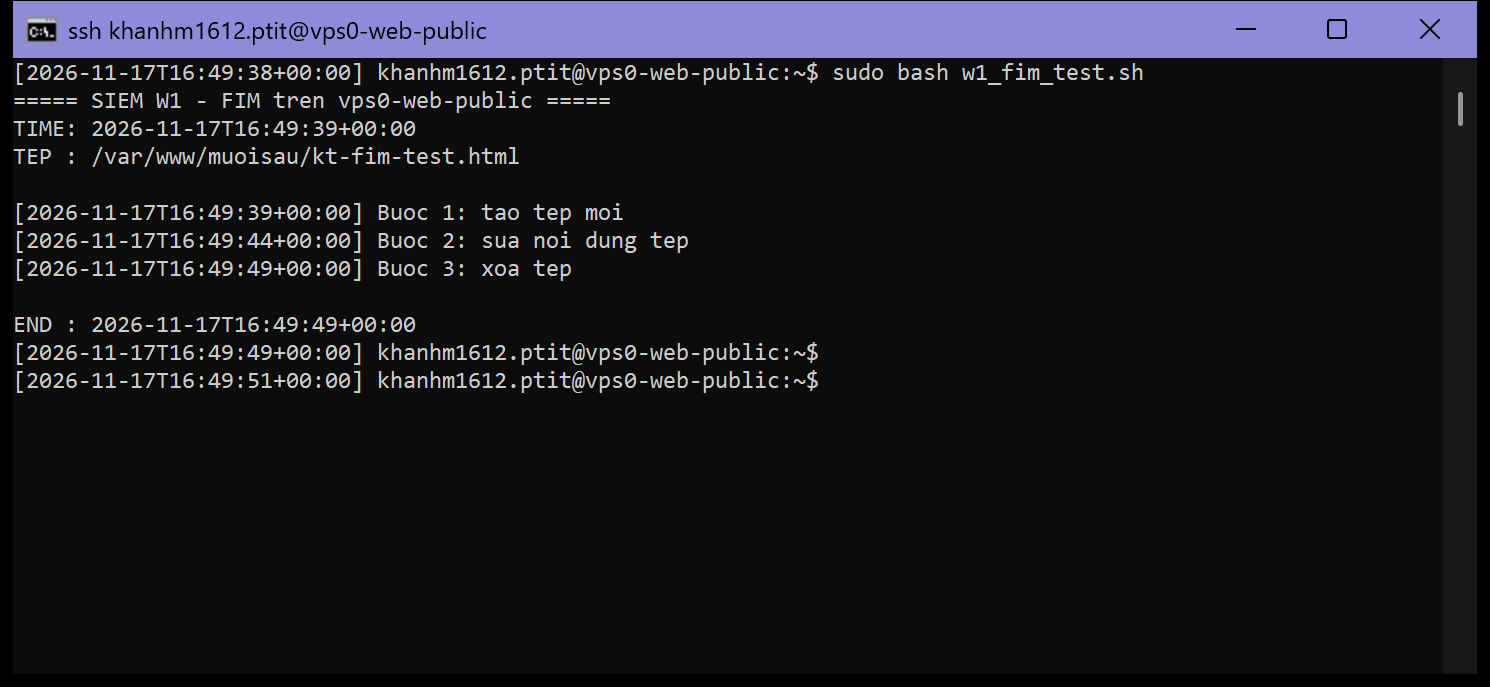 ssh khanhm1612.ptit@vps0-web-public
[2026-11-17T16:49:38+00:00] khanhm1612.ptit@vps0-web-public:~$ sudo bash w1_fim_test.sh
===== SIEM W1 - FIM tren vps0-web-public =====
TIME: 2026-11-17T16:49:39+00:00
TEP : /var/www/muoisau/kt-fim-test.html
[2026-11-17T16:49:39+00:00] Buoc 1: tao tep moi
[2026-11-17T16:49:44+00:00] Buoc 2: sua noi dung tep
[2026-11-17T16:49:49+00:00] Buoc 3: xoa tep
END : 2026-11-17T16:49:49+00:00
[2026-11-17T16:49:49+00:00] khanhm1612.ptit@vps0-web-public:~$
[2026-11-17T16:49:51+00:00] khanhm1612.ptit@vps0-web-public:~$